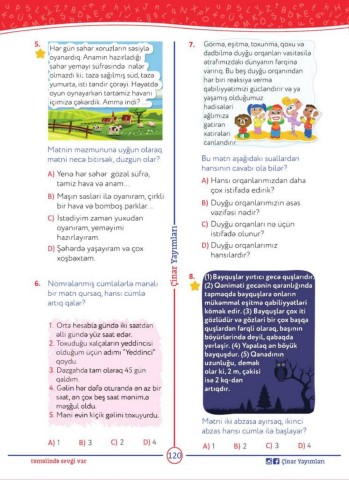 5.
Hər gün səhər xoruzların səsiylə
oyanardıq. Anamın hazırladığı
səhər yeməyi süfrəsində nələr
olmazdı ki; təzə sağılmış süd, təzə
yumurta, isti təndir çörəyi. Həyətdə
oyun oynayarkən tərtəmiz havanı
içimizə çəkərdik. Amma indi?
Mətnin məzmununa uyğun olaraq
mətni necə bitirsək, düzgün olar?
A) Yenə hər səhər gözəl süfrə,
təmiz hava və anam...
B) Maşın səsləri ilə oyanıram, çirkli
bir hava və bomboş parklar...
C) İstədiyim zaman yuxudan
oyanıram, yeməyimi
hazırlayıram.
D) Şəhərdə yaşayıram və çox
xoşbəxtəm.
6. Nömrələnmiş cümlələrlə mənalı
bir mətn qursaq, hansı cümlə
artıq qalar?
1. Orta hesabla gündə iki saatdan
əlli gündə yüz saat edər.
2. Toxuduğu xalçaların yeddincisi
olduğum üçün adımı "Yeddinci"
qoydu.
3. Dəzgahda tam olaraq 45 gün
qaldım.
4. Gəlin hər dəfə oturanda ən az bir
saat, ən çox beş saat mənimlə
məşğul oldu.
5. Məni evin kiçik gəlini toxuyurdu.
A) 1 B) 3 C) 2 D) 4
Çinar Yayımları
7. Görmə, eşitmə, toxunma, qoxu və
dadbilmə duyğu orqanları vasitəsilə
ətrafımızdakı dünyanın fərqinə
varırıq. Bu beş duyğu orqanından
hər biri reaksiya vermə
qabiliyyətimizi gücləndirir və ya
yaşamış olduğumuz
hadisələri
ağlımıza
gətirən
xatirələri
canlandırır.
Bu mətn aşağıdakı suallardan
hansının cavabı ola bilər?
A) Hansı orqanlarımızdan daha
çox istifadə edirik?
B) Duyğu orqanlarımızın əsas
vəzifəsi nədir?
C) Duyğu orqanları nə üçün
istifadə olunur?
D) Duyğu orqanlarımız
hansılardır?
8. (1) Bayquşlar yırtıcı gecə quşlarıdır.
(2) Qəniməti gecənin qaranlığında
tapmaqda bayquşlara onların
mükəmməl eşitmə qabiliyyətləri
kömək edir. (3) Bayquşlar çox iti
gözlüdür və gözləri bir çox başqa
quşlardan fərqli olaraq, başının
böyürlərində deyil, qabaqda
yerləşir. (4) Yapalaq ən böyük
bayquşdur. (5) Qanadının
uzunluğu, demək
olar ki, 2 m, çəkisi
isə 2 kq-dan
artıqdır.
Mətni iki abzasa ayırsaq, ikinci
abzas hansı cümlə ilə başlayar?
A) 1 B) 2 C) 3 D) 4
təməlində sevgi var
120
Çinar Yayımları